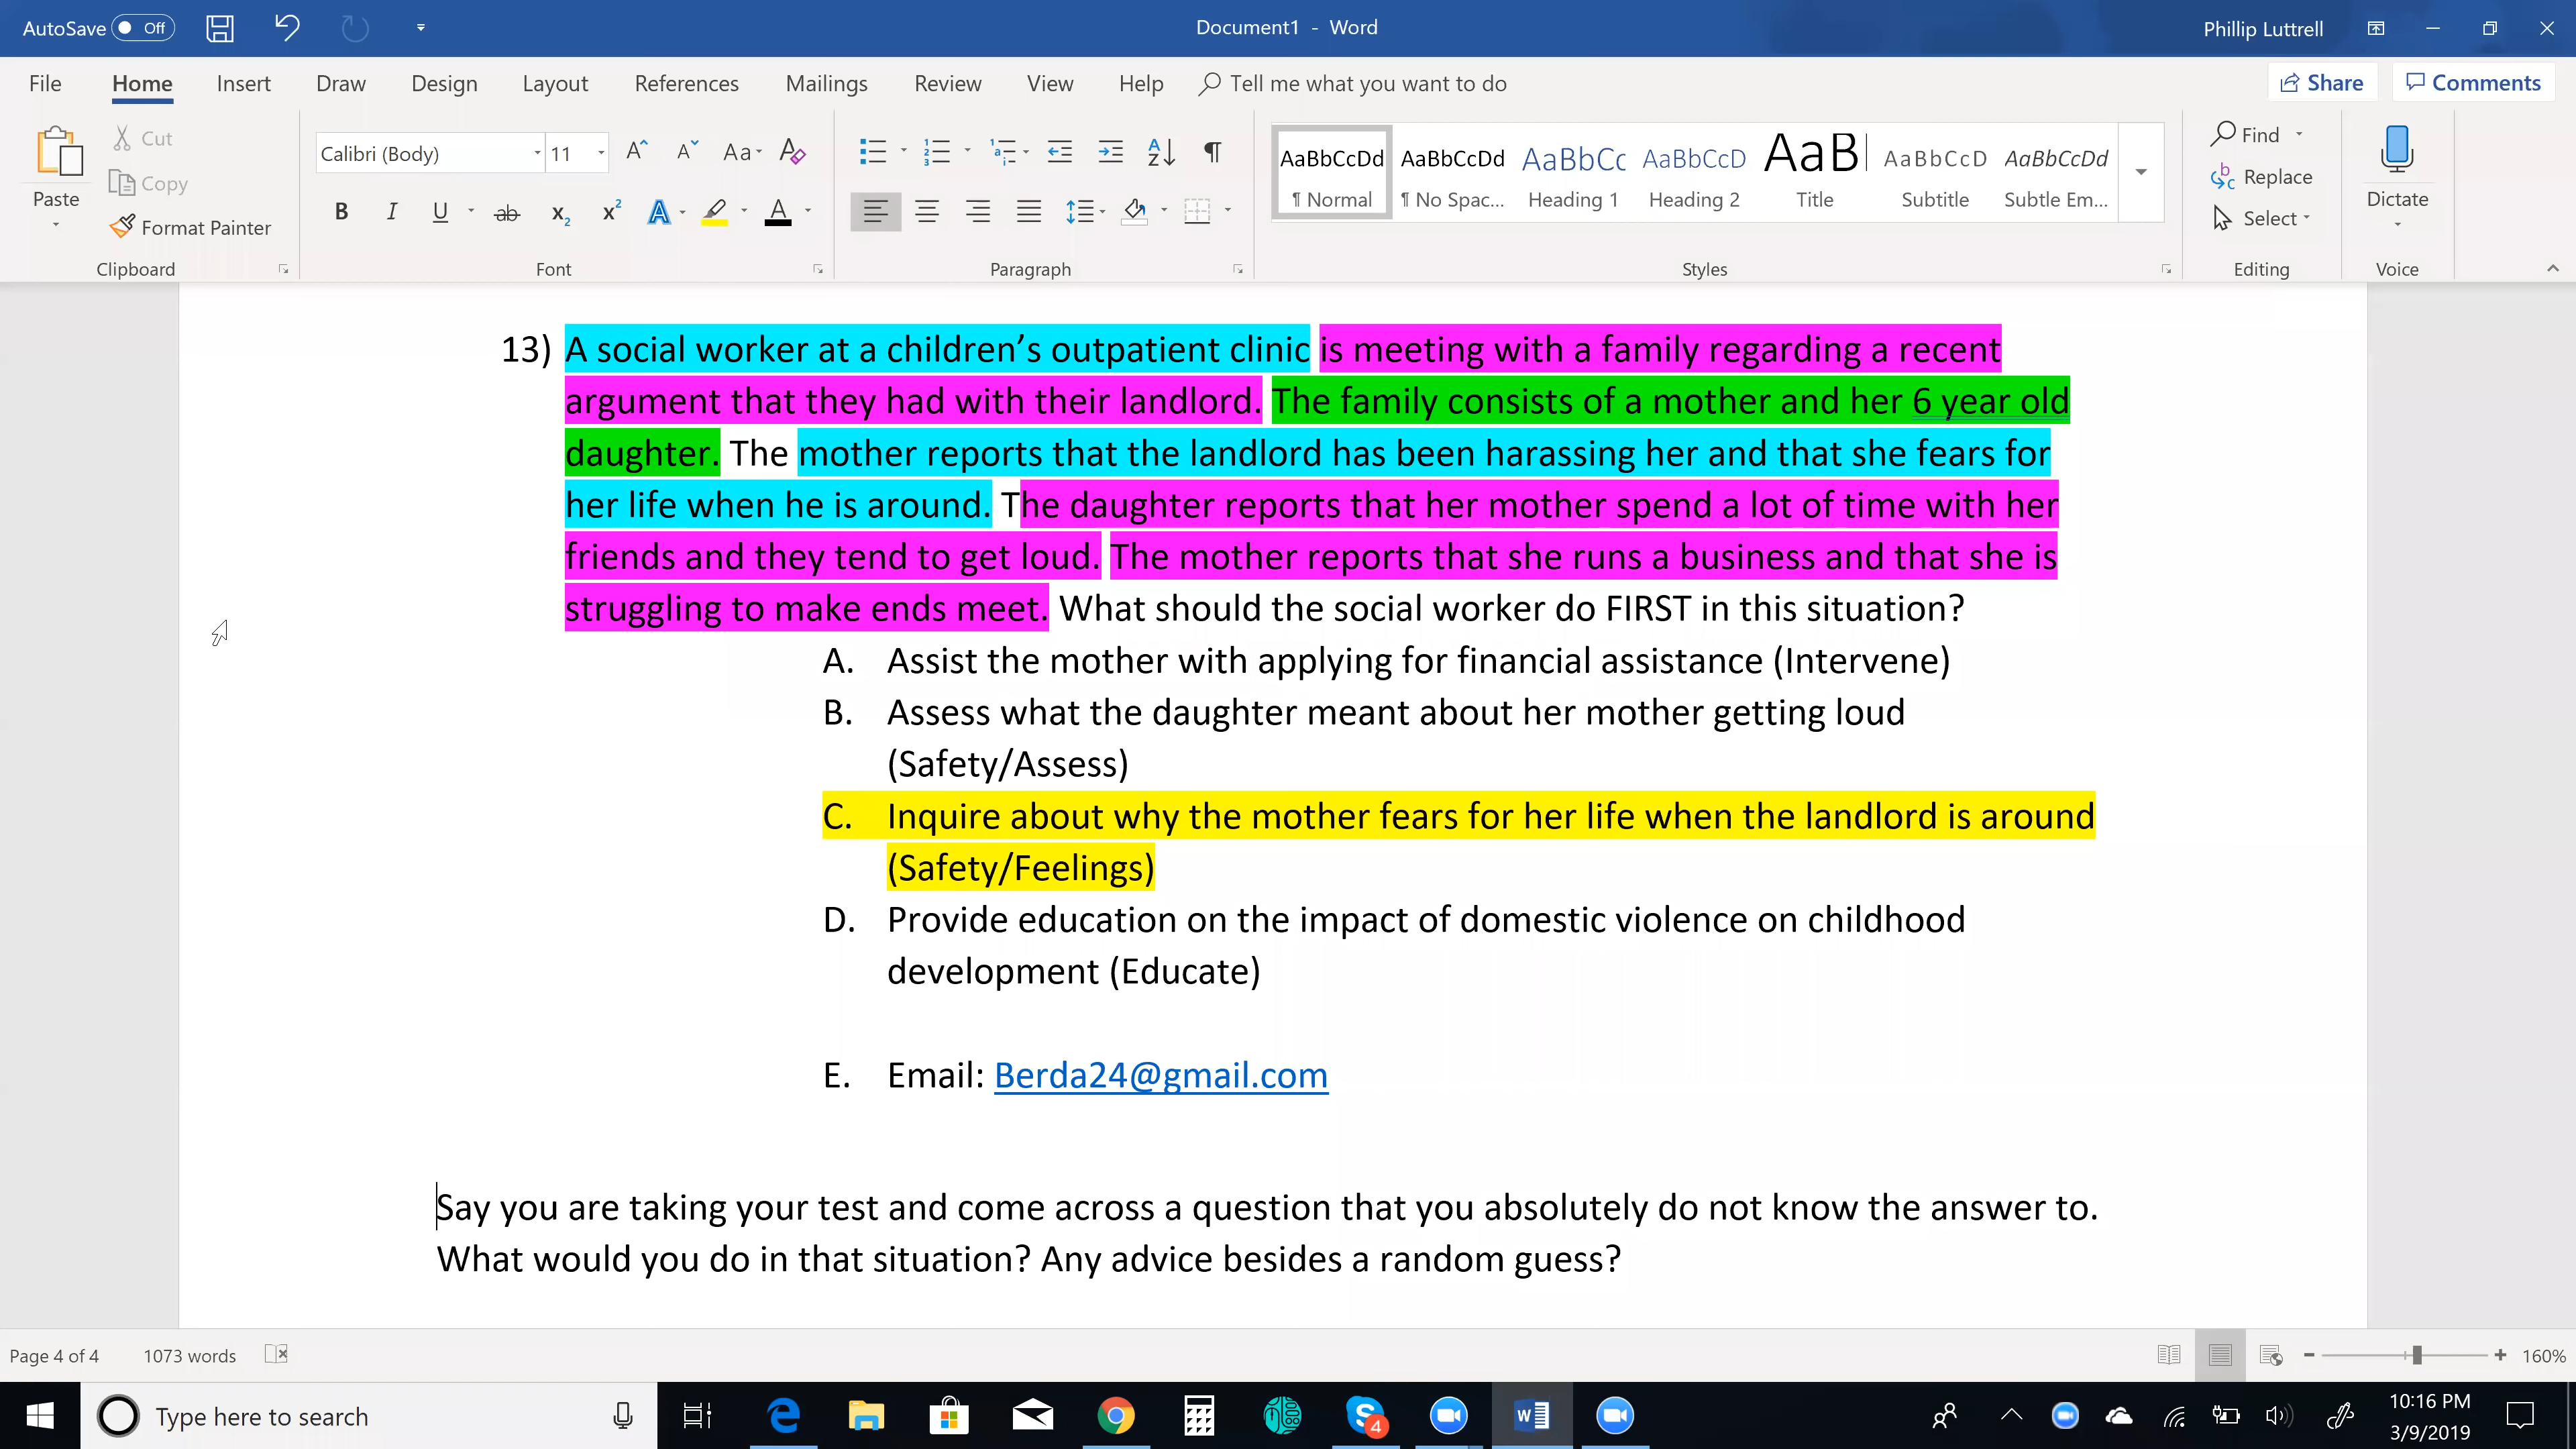 AutoSave Off Document1 - Word Phillip Luttrell
File Home Insert Draw Design Layout References Mailings Review View Help Tell me what you want to do Share Comments
Paste Cut Copy Format Painter
Clipboard
Calibri (Body) 11
Font
Paragraph
AaBbCcDd AaBbCcDd AaBbCc AaBbCcD AaB AaBbCcD AaBbCcDd
¶ Normal ¶ No Spac... Heading 1 Heading 2 Title Subtitle Subtle Em...
Styles
Find
Replace
Select
Editing
Dictate
Voice
13) A social worker at a children’s outpatient clinic is meeting with a family regarding a recent
argument that they had with their landlord. The family consists of a mother and her 6 year old
daughter. The mother reports that the landlord has been harassing her and that she fears for
her life when he is around. The daughter reports that her mother spend a lot of time with her
friends and they tend to get loud. The mother reports that she runs a business and that she is
struggling to make ends meet. What should the social worker do FIRST in this situation?
A. Assist the mother with applying for financial assistance (Intervene)
B. Assess what the daughter meant about her mother getting loud
(Safety/Assess)
C. Inquire about why the mother fears for her life when the landlord is around
(Safety/Feelings)
D. Provide education on the impact of domestic violence on childhood
development (Educate)
E. Email: Berda24@gmail.com
Say you are taking your test and come across a question that you absolutely do not know the answer to.
What would you do in that situation? Any advice besides a random guess?
Page 4 of 4 1073 words 160%
Type here to search 4 10:16 PM
3/9/2019